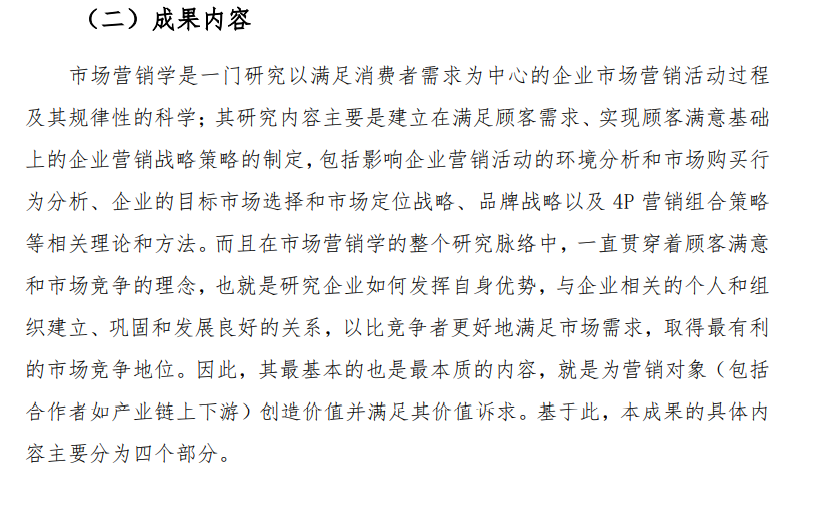 （二）成果内容
市场营销学是一门研究以满足消费者需求为中心的企业市场营销活动过程
及其规律性的科学；其研究内容主要是建立在满足顾客需求、实现顾客满意基础
上的企业营销战略策略的制定，包括影响企业营销活动的环境分析和市场购买行
为分析、企业的目标市场选择和市场定位战略、品牌战略以及 4P 营销组合策略
等相关理论和方法。而且在市场营销学的整个研究脉络中，一直贯穿着顾客满意
和市场竞争的理念，也就是研究企业如何发挥自身优势，与企业相关的个人和组
织建立、巩固和发展良好的关系，以比竞争者更好地满足市场需求，取得最有利
的市场竞争地位。因此，其最基本的也是最本质的内容，就是为营销对象（包括
合作者如产业链上下游）创造价值并满足其价值诉求。基于此，本成果的具体内
容主要分为四个部分。